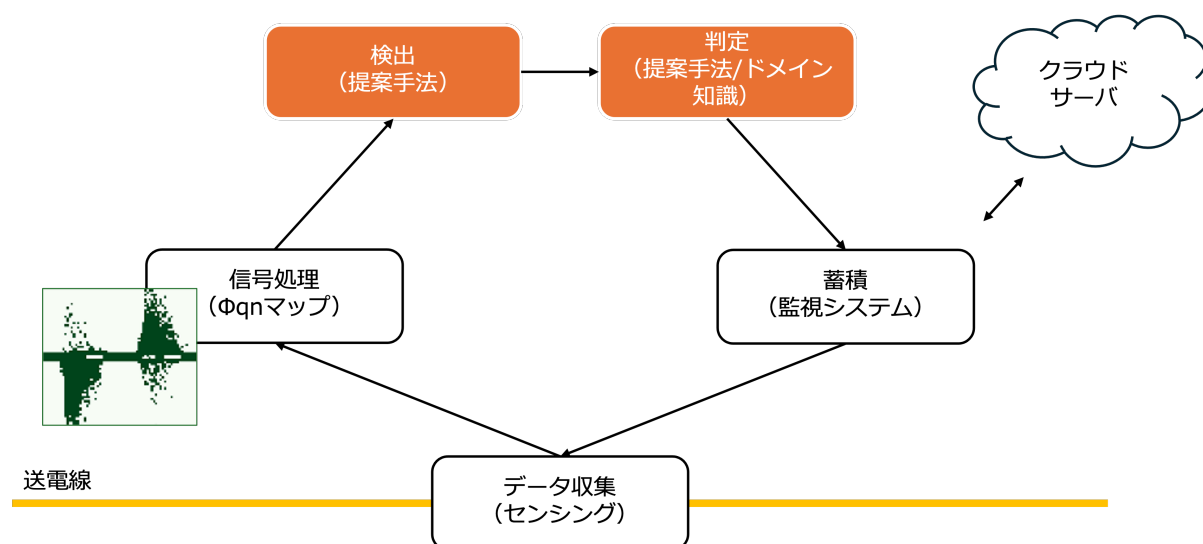 検出
（提案手法）
判定
（提案手法/ドメイン
知識）
クラウド
サーバ
信号処理
（Φqnマップ）
蓄積
（監視システム）
送電線
データ収集
（センシング）